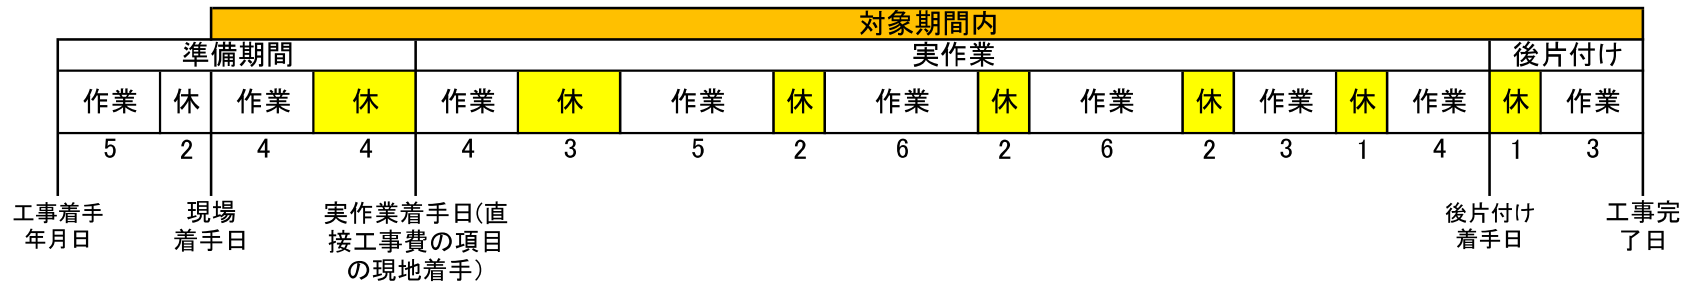 対象期間内
準備期間 実作業 後片付け
作業 休 作業 休 作業 休 作業 休 作業 休 作業 休 作業 休 作業 休 作業
5 2 4 4 4 3 5 2 6 2 6 2 3 1 4 1 3
工事着手
年月日
現場
着手日
実作業着手日(直
接工事費の項目
の現地着手)
後片付け
着手日
工事完
了日